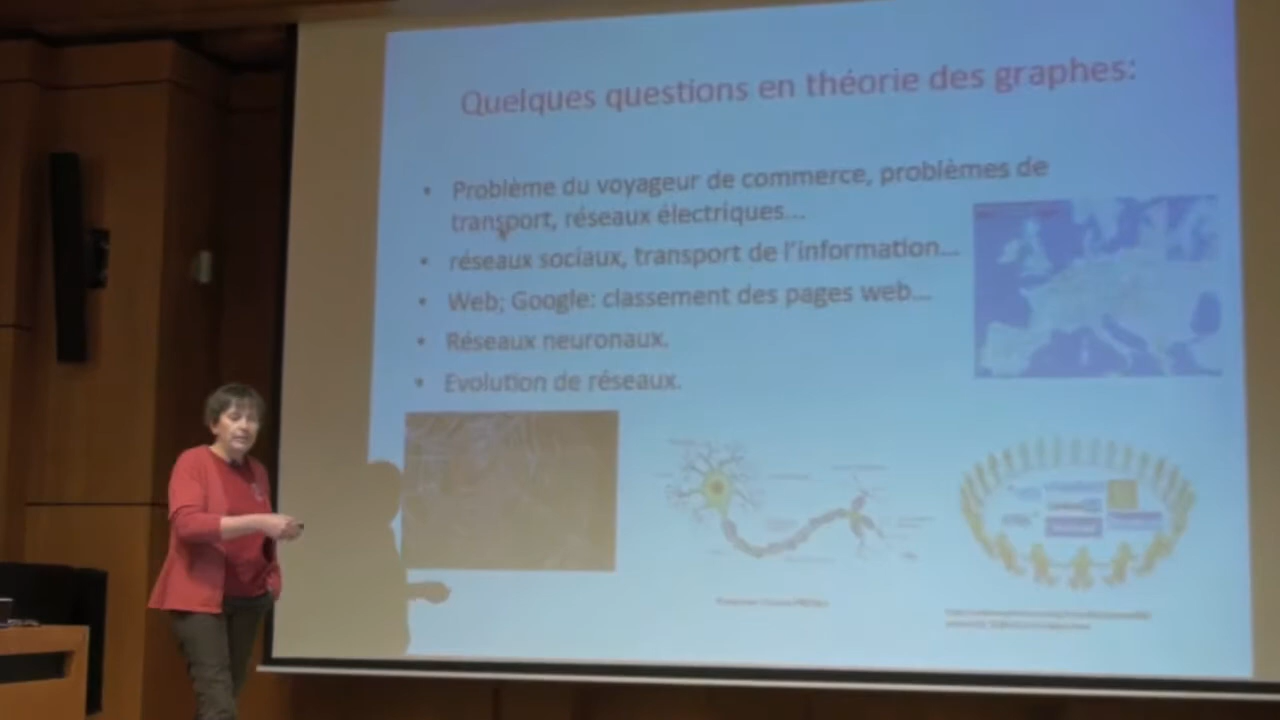 Quelques questions en théorie des graphes:
• Problème du voyageur de commerce, problèmes de
transport, réseaux électriques...
• réseaux sociaux, transport de l'information...
• Web; Google: classement des pages web...
• Réseaux neuronaux.
• Evolution de réseaux.